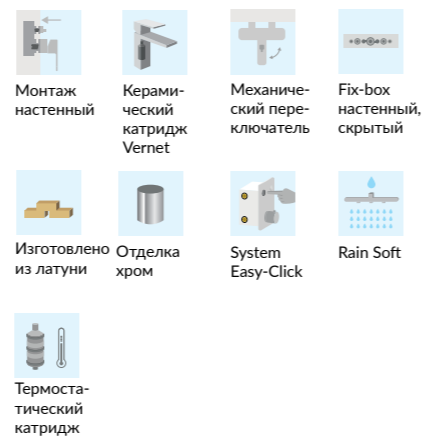 Монтаж
настенный
Керами-
ческий
катридж
Vernet
Механиче-
ский пере-
ключатель
Fix-box
настенный,
скрытый
Изготовлено
из латуни
Отделка
хром
System
Easy-Click
Rain Soft
Термоста-
тический
катридж